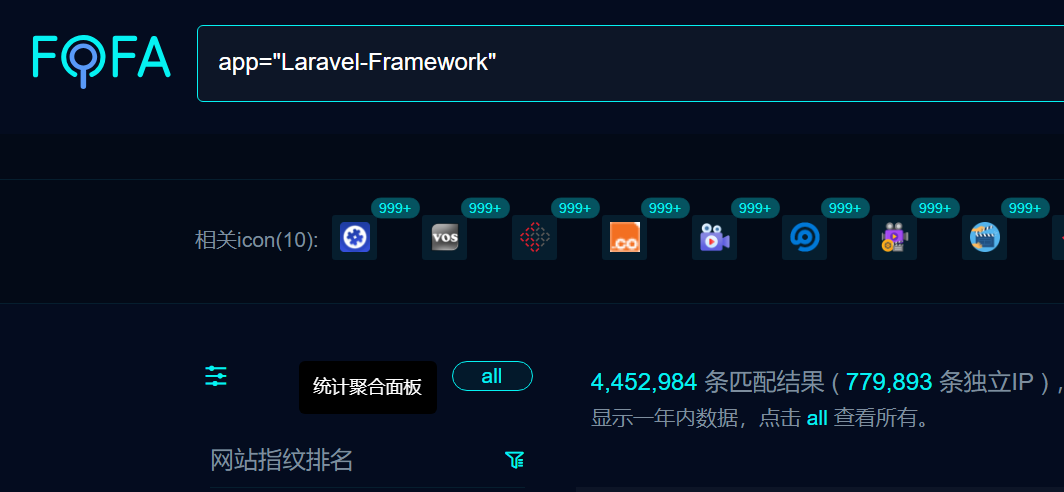 FOFA
app="Laravel-Framework"
999+ 999+ 999+ 999+ 999+ 999+ 999+ 999+
相关icon(10):
vos
.co
统计聚合面板
all
4,452,984 条匹配结果 ( 779,893 条独立IP ) ,
显示一年内数据，点击 all 查看所有。
网站指纹排名